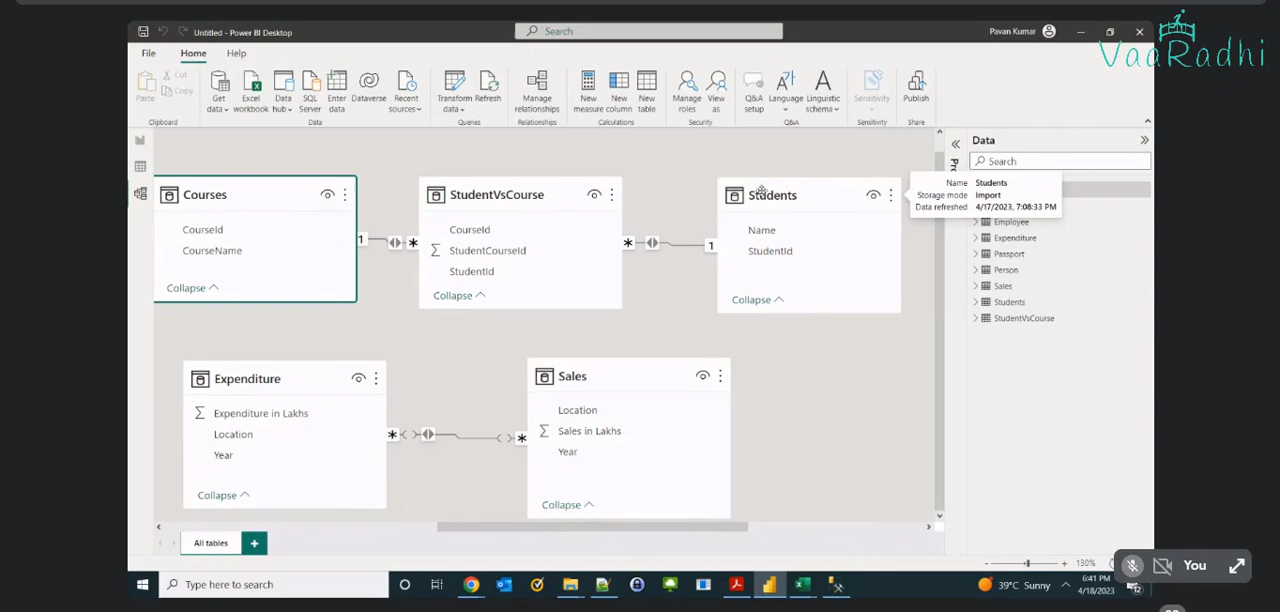 Untitled - Power BI Desktop
Search
Pavan Kumar
VaaRadhi
File
Home
Help
Paste
Cut
Copy
Get data
Excel workbook
Data hub
SQL Server
Enter data
Dataverse
Recent sources
Transform data
Refresh
Manage relationships
New measure
New column
New table
Manage roles
View as
Q&A setup
Language
Linguistic schema
Sensitivity
Publish
Clipboard
Data
Queries
Relationships
Calculations
Security
Q&A
Sensitivity
Share
Courses
CourseId
CourseName
Collapse
1
*
StudentVsCourse
CourseId
Σ StudentCourseId
StudentId
Collapse
*
1
Students
Name
StudentId
Collapse
Expenditure
Σ Expenditure in Lakhs
Location
Year
Collapse
*
*
Sales
Location
Σ Sales in Lakhs
Year
Collapse
Data
Search
Name Students
Storage mode Import
Data refreshed 4/17/2023, 7:08:33 PM
Employee
Expenditure
Passport
Person
Sales
Students
StudentVsCourse
All tables
+
- + 130%
You
Type here to search
39°C Sunny
6:41 PM
4/18/2023
12